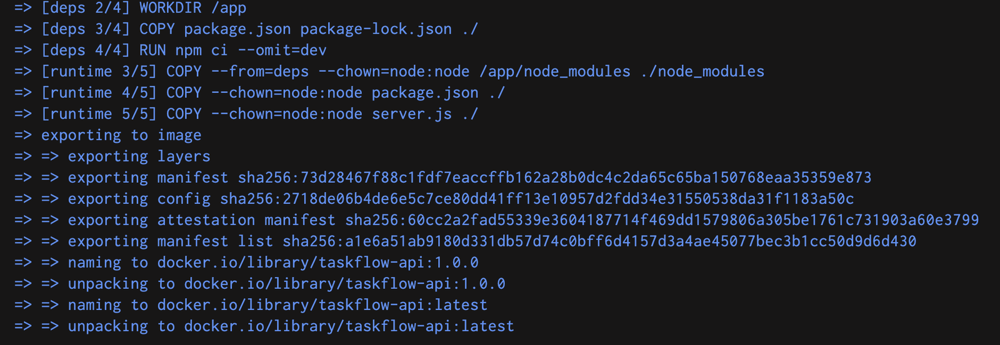 => [deps 2/4] WORKDIR /app
=> [deps 3/4] COPY package.json package-lock.json ./
=> [deps 4/4] RUN npm ci --omit=dev
=> [runtime 3/5] COPY --from=deps --chown=node:node /app/node_modules ./node_modules
=> [runtime 4/5] COPY --chown=node:node package.json ./
=> [runtime 5/5] COPY --chown=node:node server.js ./
=> exporting to image
=> => exporting layers
=> => exporting manifest sha256:73d28467f88c1fdf7eaccffb162a28b0dc4c2da65c65ba150768eaa35359e873
=> => exporting config sha256:2718de06b4de6e5c7ce80dd41ff13e10957d2fdd34e31550538da31f1183a50c
=> => exporting attestation manifest sha256:60cc2a2fad55339e3604187714f469dd1579806a305be1761c731903a60e3799
=> => exporting manifest list sha256:a1e6a51ab9180d331db57d74c0bff6d4157d3a4ae45077bec3b1cc50d9d6d430
=> => naming to docker.io/library/taskflow-api:1.0.0
=> => unpacking to docker.io/library/taskflow-api:1.0.0
=> => naming to docker.io/library/taskflow-api:latest
=> => unpacking to docker.io/library/taskflow-api:latest